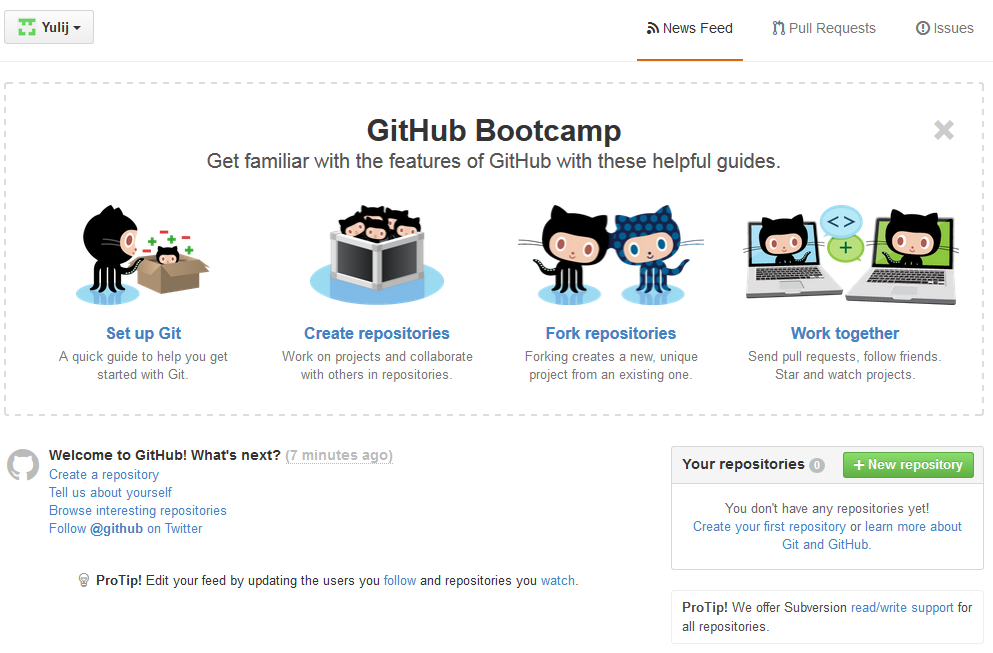 Yulij
News Feed
Pull Requests
Issues
GitHub Bootcamp
Get familiar with the features of GitHub with these helpful guides.
< >
+
Set up Git
A quick guide to help you get
started with Git.
Create repositories
Work on projects and collaborate
with others in repositories.
Fork repositories
Forking creates a new, unique
project from an existing one.
Work together
Send pull requests, follow friends.
Star and watch projects.
Welcome to GitHub! What's next? (7 minutes ago)
Create a repository
Tell us about yourself
Browse interesting repositories
Follow @github on Twitter
ProTip! Edit your feed by updating the users you follow and repositories you watch.
Your repositories 0
+ New repository
You don't have any repositories yet!
Create your first repository or learn more about
Git and GitHub.
ProTip! We offer Subversion read/write support for
all repositories.